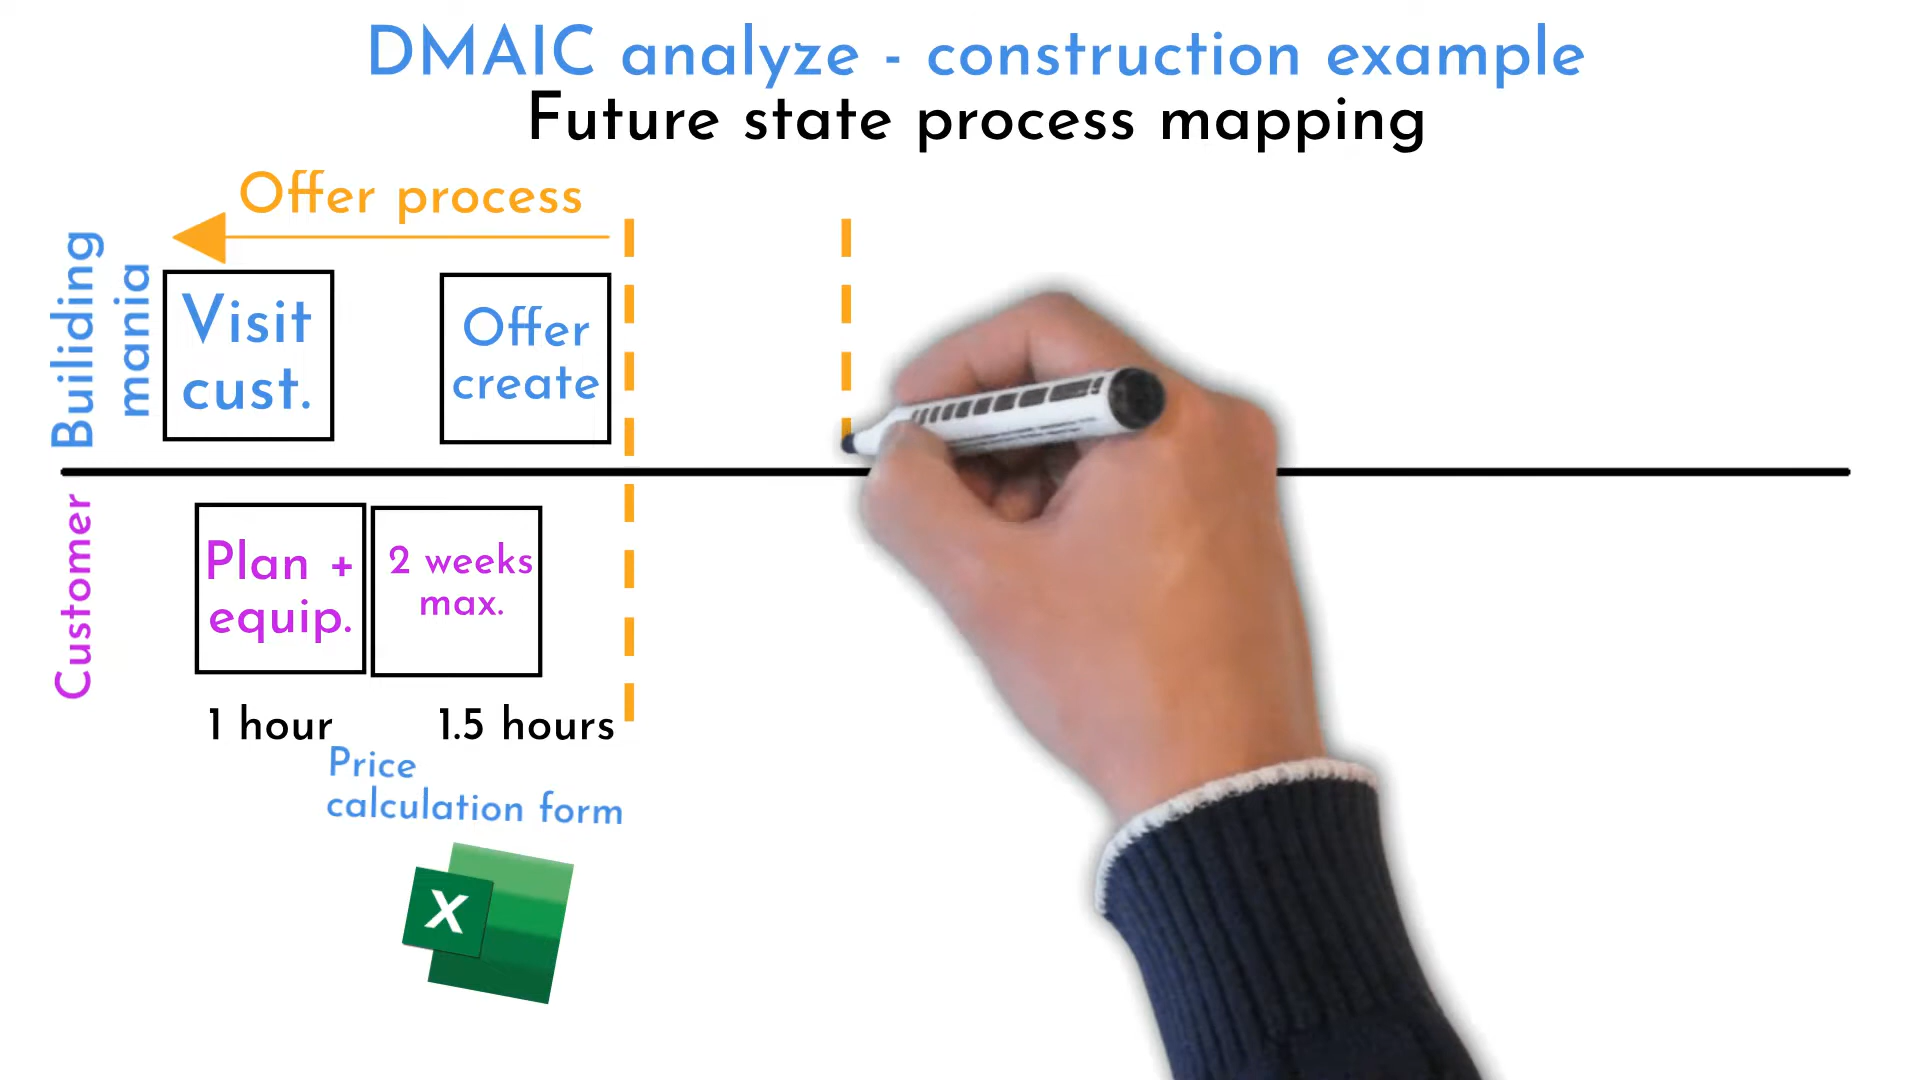 DMAIC analyze - construction example
Future state process mapping
Offer process
Builiding
mania
Visit
cust.
Offer
create
Customer
Plan +
equip.
2 weeks
max.
1 hour
1.5 hours
Price
calculation form
X